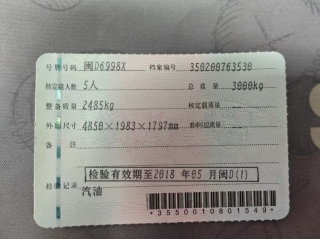 号牌号码 闽D6998X 档案编号 350200763530
核定载人数 5人 总质量 3000kg
整备质量 2485kg 核定载质量
外廓尺寸 4850×1983×1797mm 准牵引总质量
备注
检验有效期至2018年05月闽D(1)
检验记录
汽油
*3550010801549*